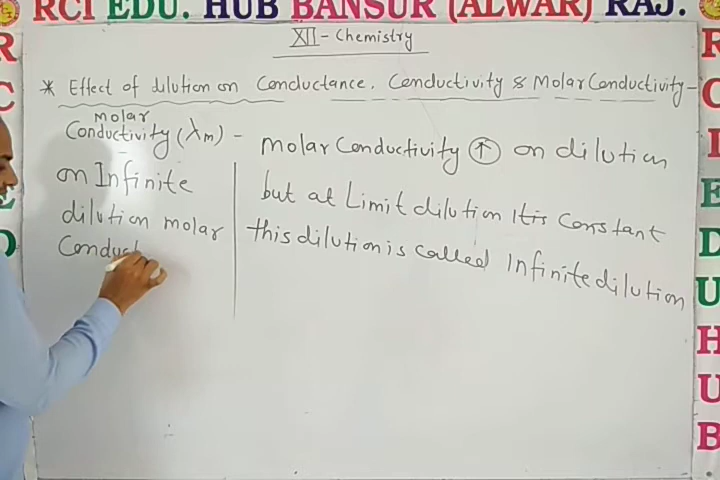 RCI EDU. HUB BANSUR (ALWAR) RAJ.
XII - Chemistry
* Effect of dilution on Conductance, Conductivity & Molar Conductivity -
Molar
Conductivity (λm) -
on Infinite
dilution molar
Conduct
Molar Conductivity ↑ on dilution
but at Limit dilution It is Constant
this dilution is called Infinite dilution
R
C
E
D
R
C
I
E
D
U
H
U
B